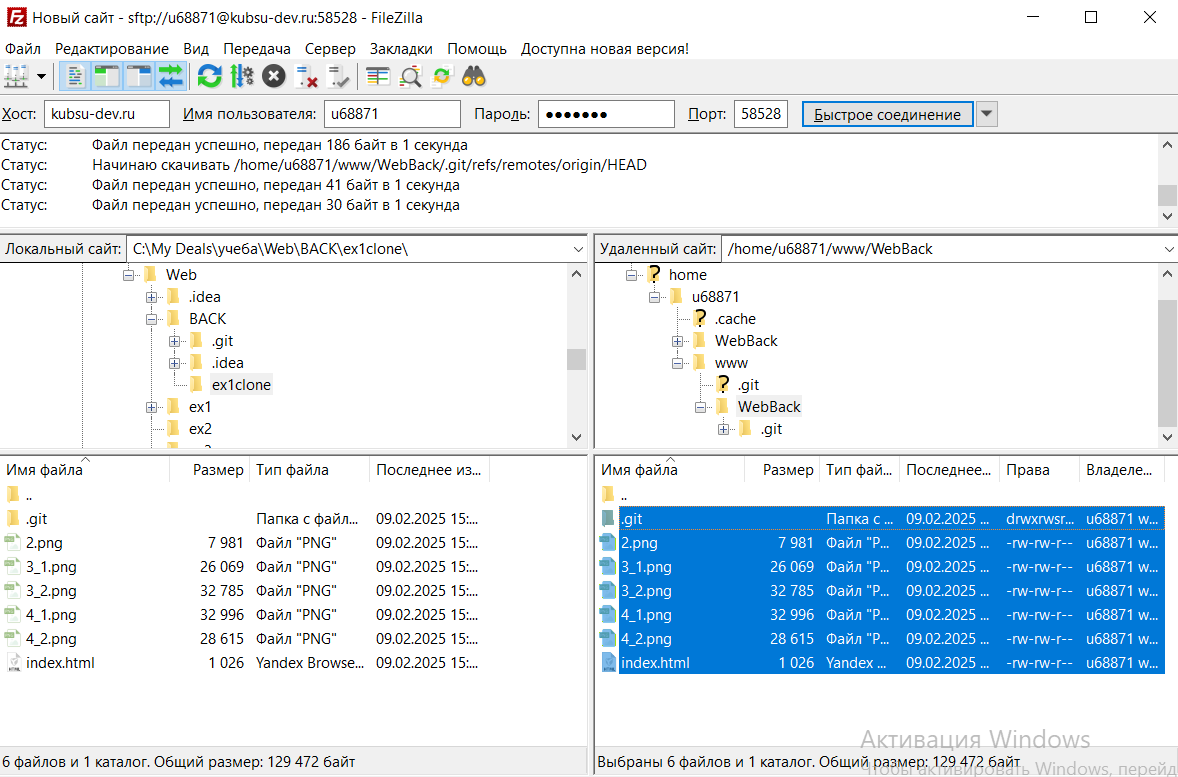 Новый сайт - sftp://u68871@kubsu-dev.ru:58528 - FileZilla
Файл Редактирование Вид Передача Сервер Закладки Помощь Доступна новая версия!
Хост: kubsu-dev.ru Имя пользователя: u68871 Пароль: ●●●●●●● Порт: 58528 Быстрое соединение
Статус: Файл передан успешно, передан 186 байт в 1 секунда
Статус: Начинаю скачивать /home/u68871/www/WebBack/.git/refs/remotes/origin/HEAD
Статус: Файл передан успешно, передан 41 байт в 1 секунда
Статус: Файл передан успешно, передан 30 байт в 1 секунда
Локальный сайт: C:\My Deals\учеба\Web\BACK\ex1clone\
Web
.idea
BACK
.git
.idea
ex1clone
ex1
ex2
Удаленный сайт: /home/u68871/www/WebBack
home
u68871
.cache
WebBack
www
.git
WebBack
.git
Имя файла Размер Тип файла Последнее из...
..
.git Папка с файл... 09.02.2025 15:...
2.png 7 981 Файл "PNG" 09.02.2025 15:...
3_1.png 26 069 Файл "PNG" 09.02.2025 15:...
3_2.png 32 785 Файл "PNG" 09.02.2025 15:...
4_1.png 32 996 Файл "PNG" 09.02.2025 15:...
4_2.png 28 615 Файл "PNG" 09.02.2025 15:...
index.html 1 026 Yandex Browse... 09.02.2025 15:...
6 файлов и 1 каталог. Общий размер: 129 472 байт
Имя файла Размер Тип фай... Последнее... Права Владеле...
..
.git Папка с ... 09.02.2025 ... drwxrwsr... u68871 w...
2.png 7 981 Файл "P... 09.02.2025 ... -rw-rw-r-- u68871 w...
3_1.png 26 069 Файл "P... 09.02.2025 ... -rw-rw-r-- u68871 w...
3_2.png 32 785 Файл "P... 09.02.2025 ... -rw-rw-r-- u68871 w...
4_1.png 32 996 Файл "P... 09.02.2025 ... -rw-rw-r-- u68871 w...
4_2.png 28 615 Файл "P... 09.02.2025 ... -rw-rw-r-- u68871 w...
index.html 1 026 Yandex ... 09.02.2025 ... -rw-rw-r-- u68871 w...
Активация Windows
Выбраны 6 файлов и 1 каталог. Общий размер: 129 472 байт
Чтобы активировать Windows, перейд